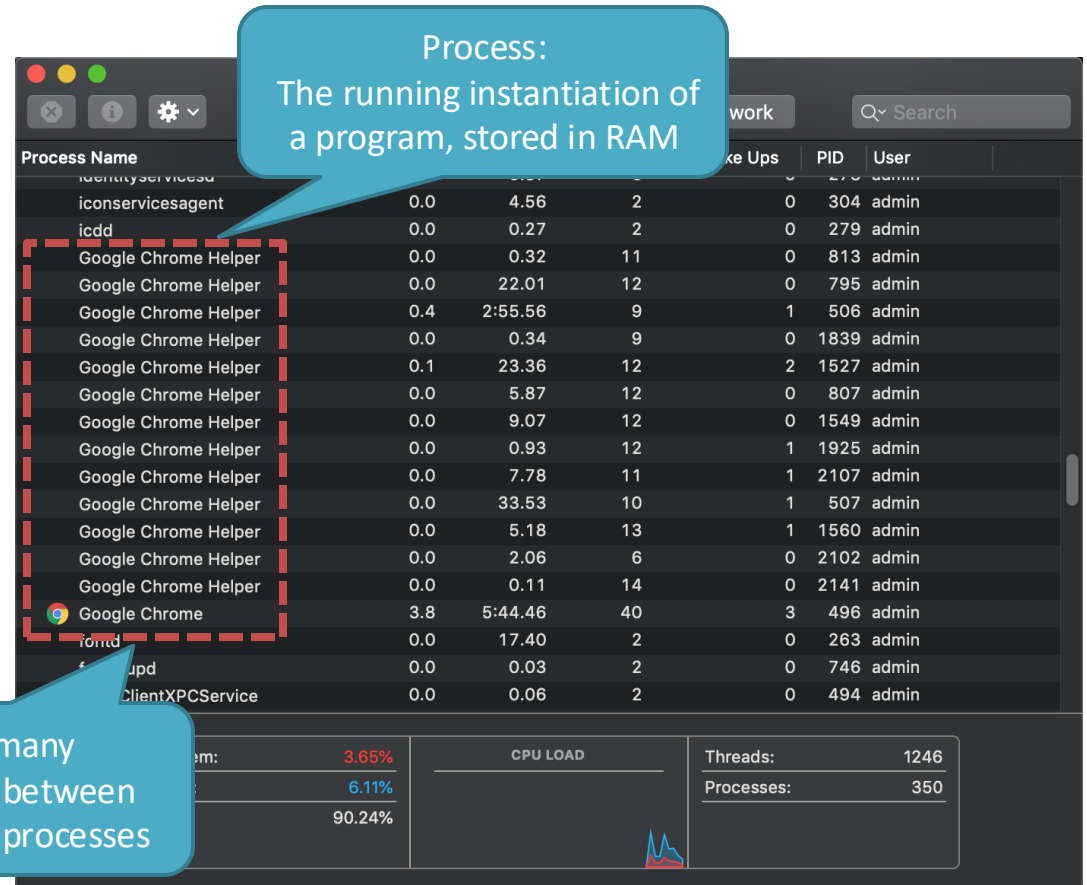 Process:
The running instantiation of
a program, stored in RAM
work
Search
Process Name ke Ups PID User
identityservicesd admin
iconservicesagent 0.0 4.56 2 0 304 admin
icdd 0.0 0.27 2 0 279 admin
Google Chrome Helper 0.0 0.32 11 0 813 admin
Google Chrome Helper 0.0 22.01 12 0 795 admin
Google Chrome Helper 0.4 2:55.56 9 1 506 admin
Google Chrome Helper 0.0 0.34 9 0 1839 admin
Google Chrome Helper 0.1 23.36 12 2 1527 admin
Google Chrome Helper 0.0 5.87 12 0 807 admin
Google Chrome Helper 0.0 9.07 12 0 1549 admin
Google Chrome Helper 0.0 0.93 12 1 1925 admin
Google Chrome Helper 0.0 7.78 11 1 2107 admin
Google Chrome Helper 0.0 33.53 10 1 507 admin
Google Chrome Helper 0.0 5.18 13 1 1560 admin
Google Chrome Helper 0.0 2.06 6 0 2102 admin
Google Chrome Helper 0.0 0.11 14 0 2141 admin
Google Chrome 3.8 5:44.46 40 3 496 admin
fontd 0.0 17.40 2 0 263 admin
upd 0.0 0.03 2 0 746 admin
ClientXPCService 0.0 0.06 2 0 494 admin
many
between
processes
em: 3.65%
: 6.11%
90.24%
CPU LOAD
Threads: 1246
Processes: 350